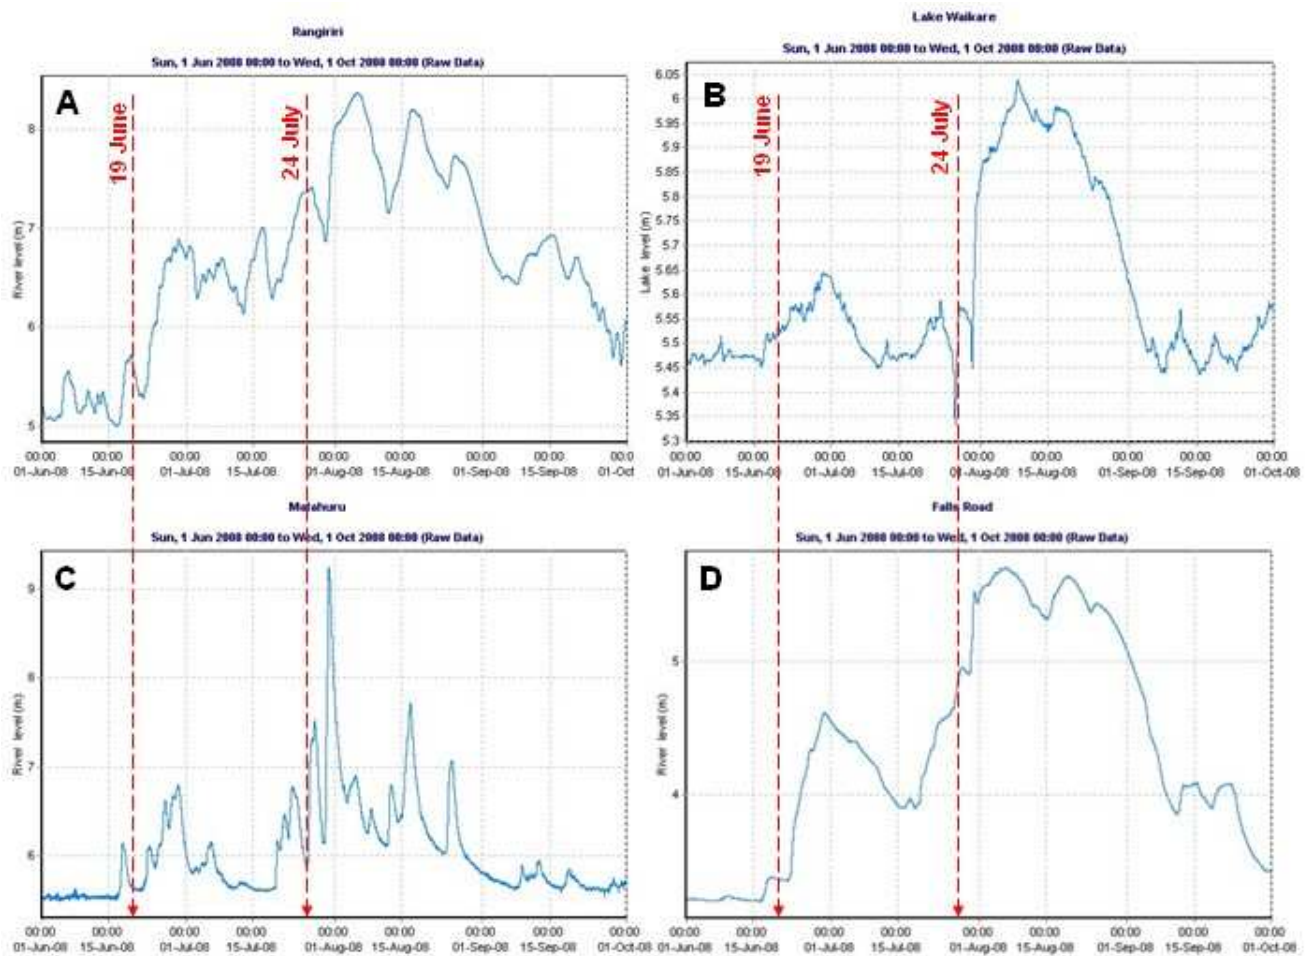 Rangiriri
Sun, 1 Jun 2008 00:00 to Wed, 1 Oct 2008 00:00 (Raw Data)
A
19 June
24 July
River level (m)
8
7
6
5
00:00 00:00 00:00 00:00 00:00 00:00 00:00 00:00 00:00
01-Jun-08 15-Jun-08 01-Jul-08 15-Jul-08 01-Aug-08 15-Aug-08 01-Sep-08 15-Sep-08 01-Oct
Lake Waikare
Sun, 1 Jun 2008 00:00 to Wed, 1 Oct 2008 00:00 (Raw Data)
B
19 June
24 July
Lake level (m)
6.05
6
5.95
5.9
5.85
5.8
5.75
5.7
5.65
5.6
5.55
5.5
5.45
5.4
5.35
5.3
00:00 00:00 00:00 00:00 00:00 00:00 00:00 00:00 00:00
01-Jun-08 15-Jun-08 01-Jul-08 15-Jul-08 01-Aug-08 15-Aug-08 01-Sep-08 15-Sep-08 01-Oct-08
Matahuru
Sun, 1 Jun 2008 00:00 to Wed, 1 Oct 2008 00:00 (Raw Data)
C
River level (m)
9
8
7
6
00:00 00:00 00:00 00:00 00:00 00:00 00:00 00:00 00:00
01-Jun-08 15-Jun-08 01-Jul-08 15-Jul-08 01-Aug-08 15-Aug-08 01-Sep-08 15-Sep-08 01-Oct
Falls Road
Sun, 1 Jun 2008 00:00 to Wed, 1 Oct 2008 00:00 (Raw Data)
D
River level (m)
5
4
00:00 00:00 00:00 00:00 00:00 00:00 00:00 00:00 00:00
01-Jun-08 15-Jun-08 01-Jul-08 15-Jul-08 01-Aug-08 15-Aug-08 01-Sep-08 15-Sep-08 01-Oct-08